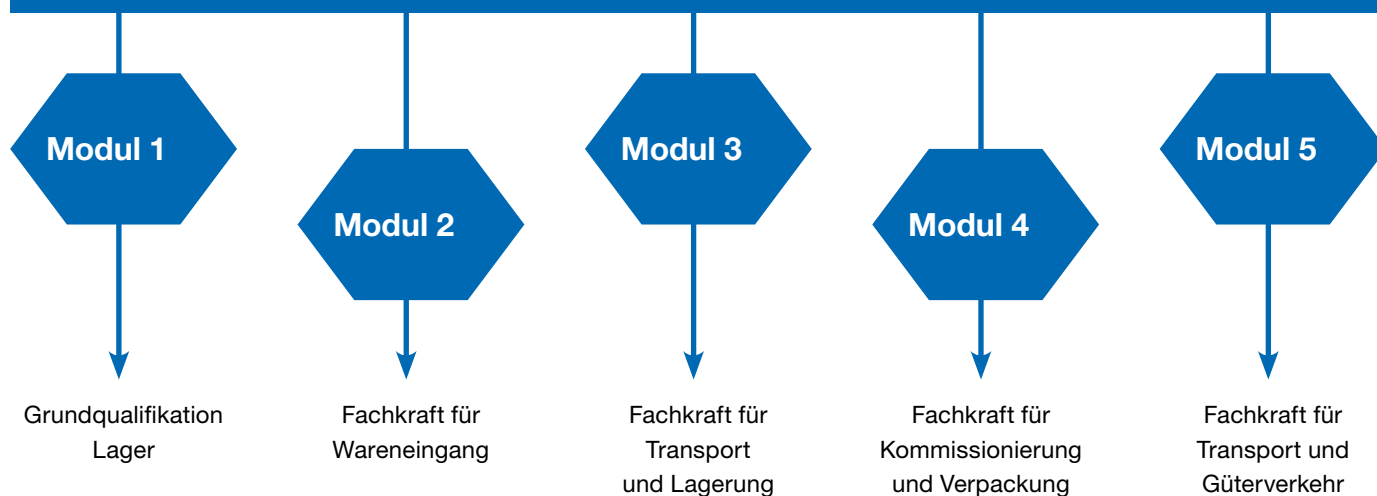 Modul 1
Modul 2
Modul 3
Modul 4
Modul 5
Grundqualifikation
Lager
Fachkraft für
Wareneingang
Fachkraft für
Transport
und Lagerung
Fachkraft für
Kommissionierung
und Verpackung
Fachkraft für
Transport und
Güterverkehr